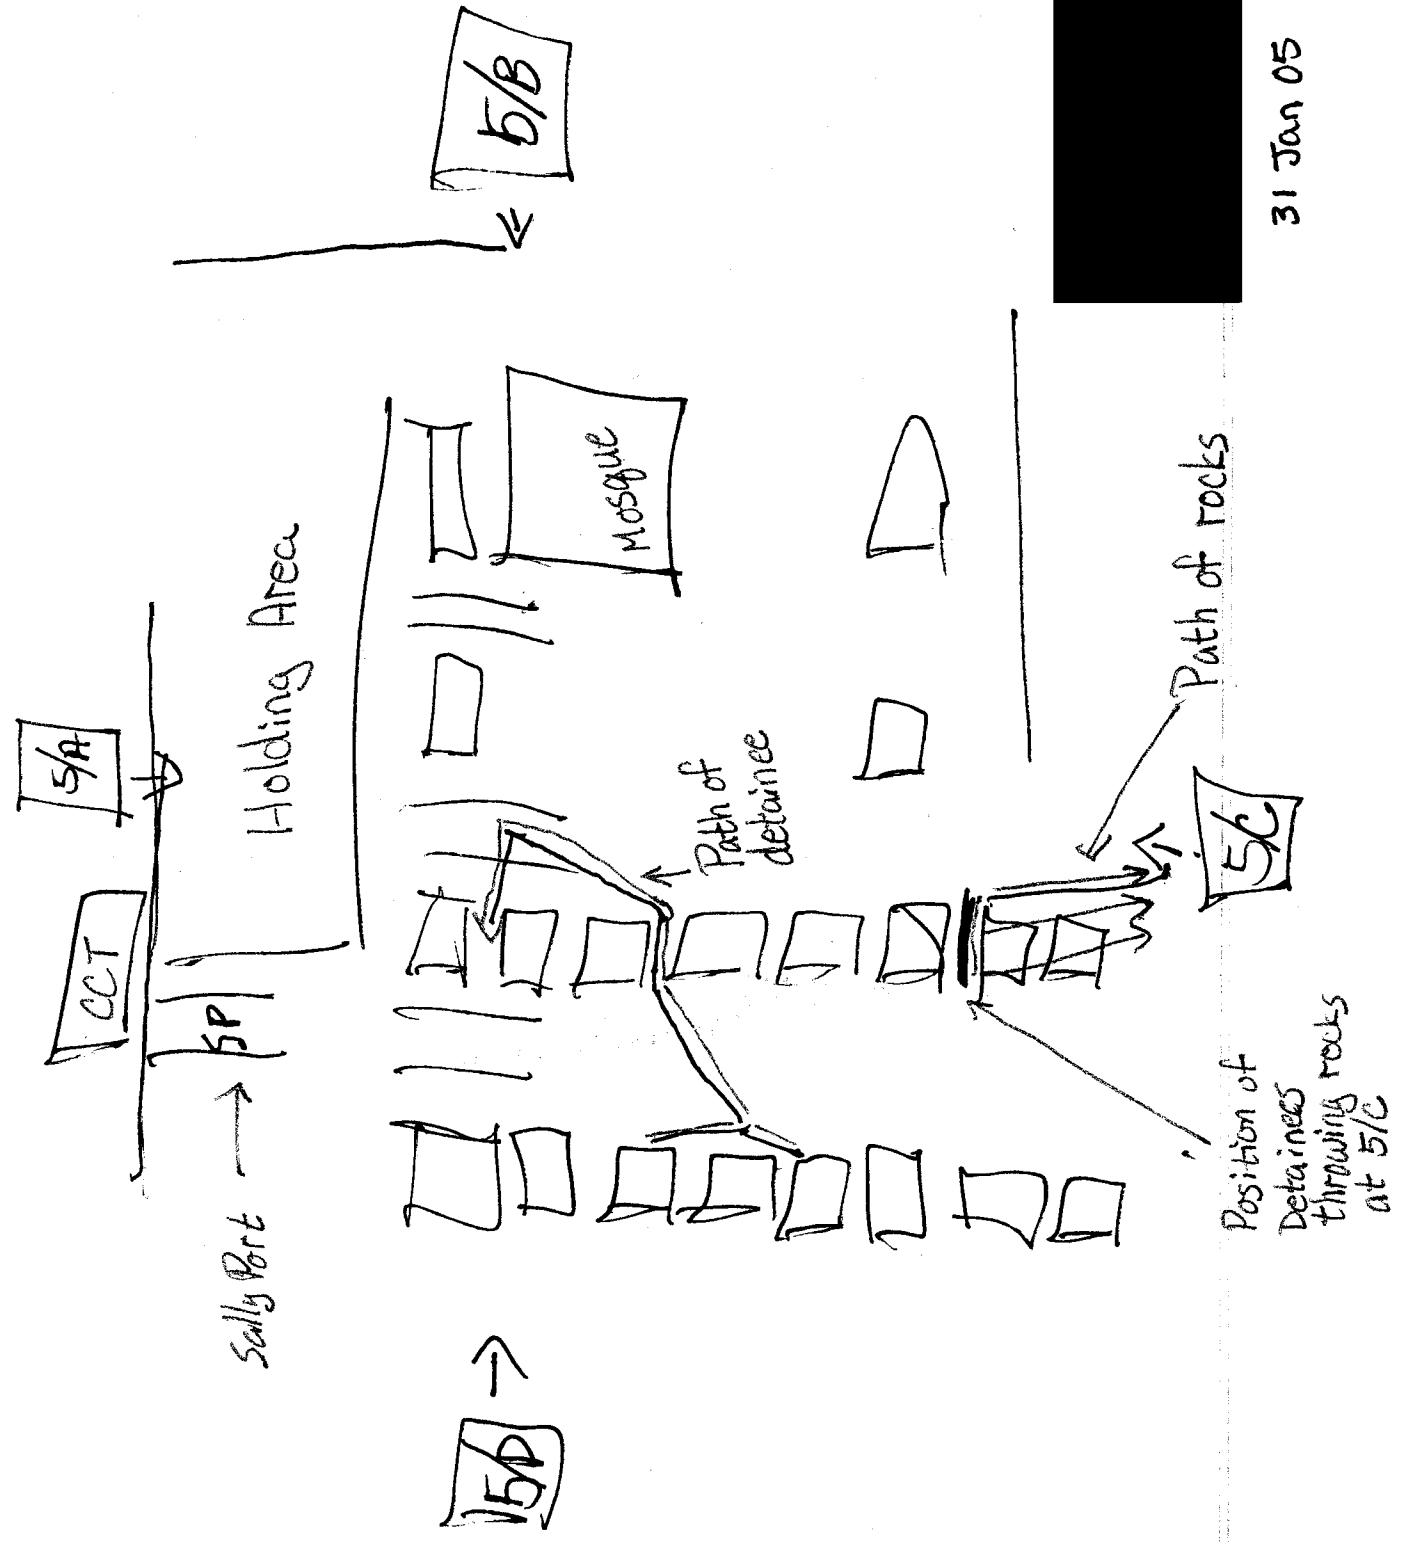 31 Jan 05
5/B
5/A
CCT
SP
Sally Port
Holding Area
Mosque
Path of
detainee
Path of rocks
5/C
Position of
Detainees
throwing rocks
at 5/C
5/D